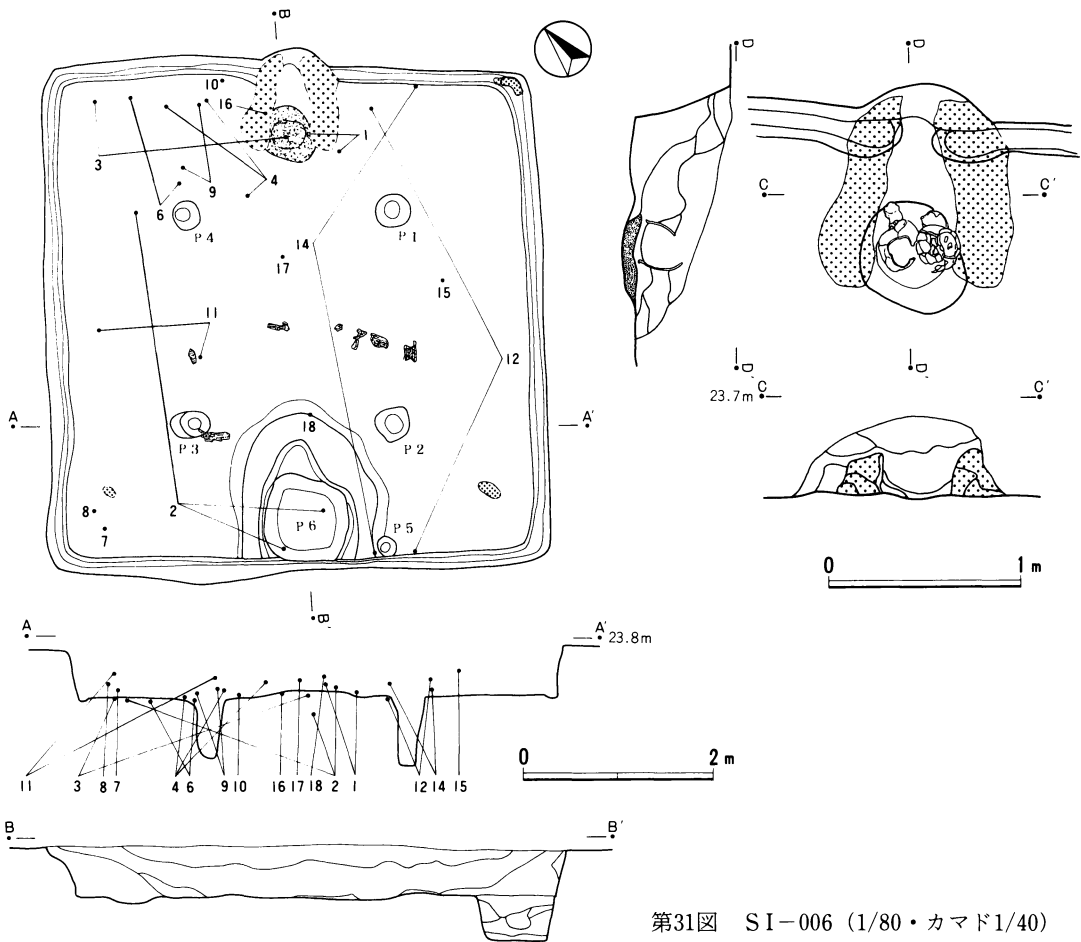 B
D
D
10
16
1
3
9
4
6
C
C'
P4
P1
14
17
15
11
12
D'
D'
23.7m
C
C'
A
A'
18
P3
P2
8
2
7
P6
P5
0 1m
B'
A
A'
23.8m
0 2m
11 3 8 7 4 6 9 10 16 17 18 2 1 12 14 15
B
B'
第31図 SI-006 (1/80・カマド1/40)